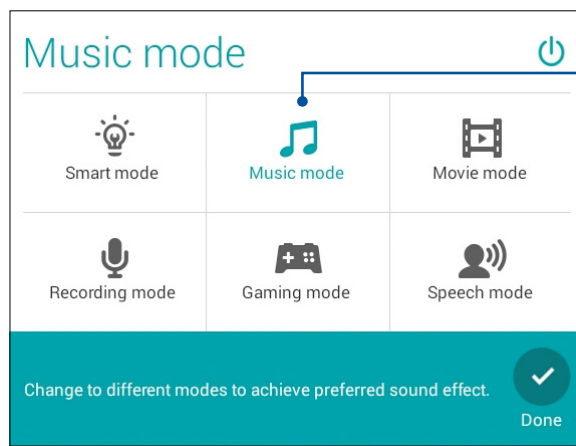 Music mode
Smart mode
Music mode
Movie mode
Recording mode
Gaming mode
Speech mode
Change to different modes to achieve preferred sound effect.
Done